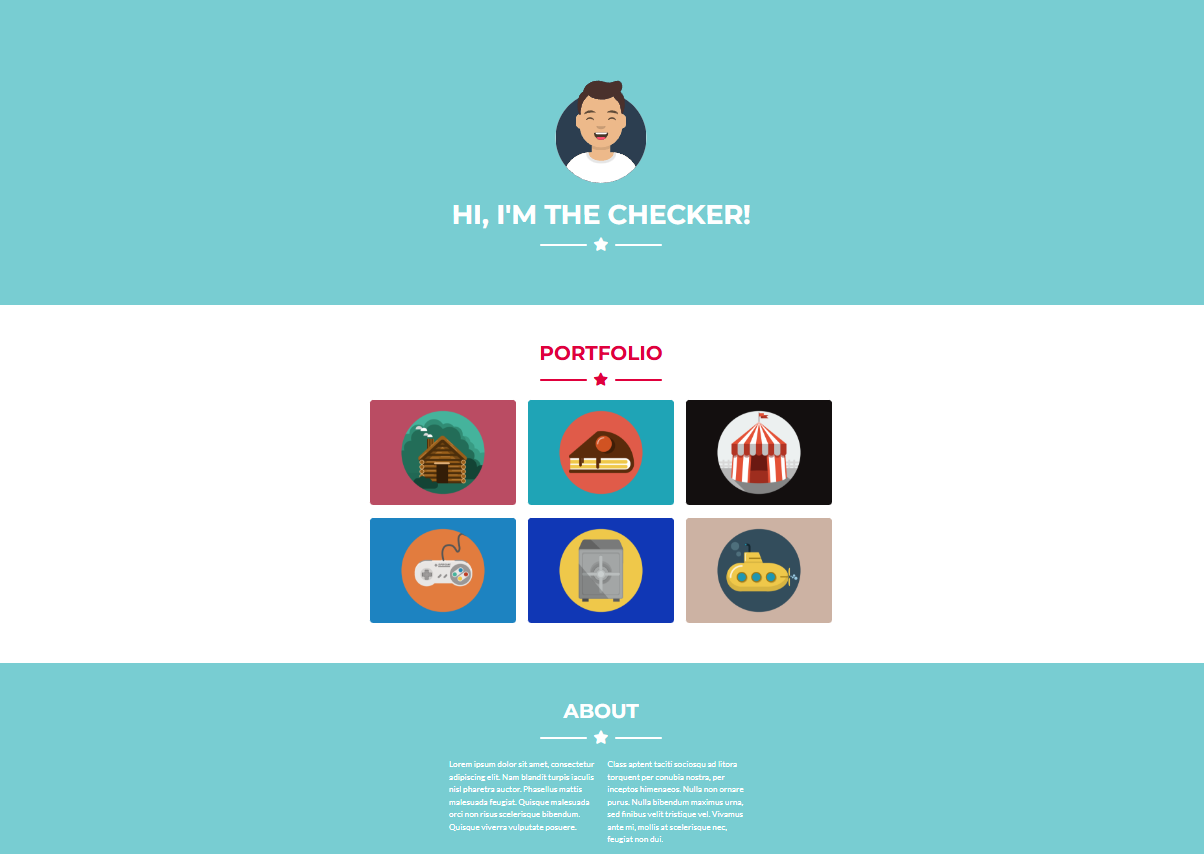 HI, I'M THE CHECKER!
PORTFOLIO
ABOUT
Lorem ipsum dolor sit amet, consectetur
adipiscing elit. Nam blandit turpis iaculis
nisl pharetra auctor. Phasellus mattis
malesuada feugiat. Quisque malesuada
orci non risus scelerisque bibendum.
Quisque viverra vulputate posuere.
Class aptent taciti sociosqu ad litora
torquent per conubia nostra, per
inceptos himenaeos. Nulla non ornare
purus. Nulla bibendum maximus urna,
sed finibus velit tristique vel. Vivamus
ante mi, mollis at scelerisque nec,
feugiat non dui.